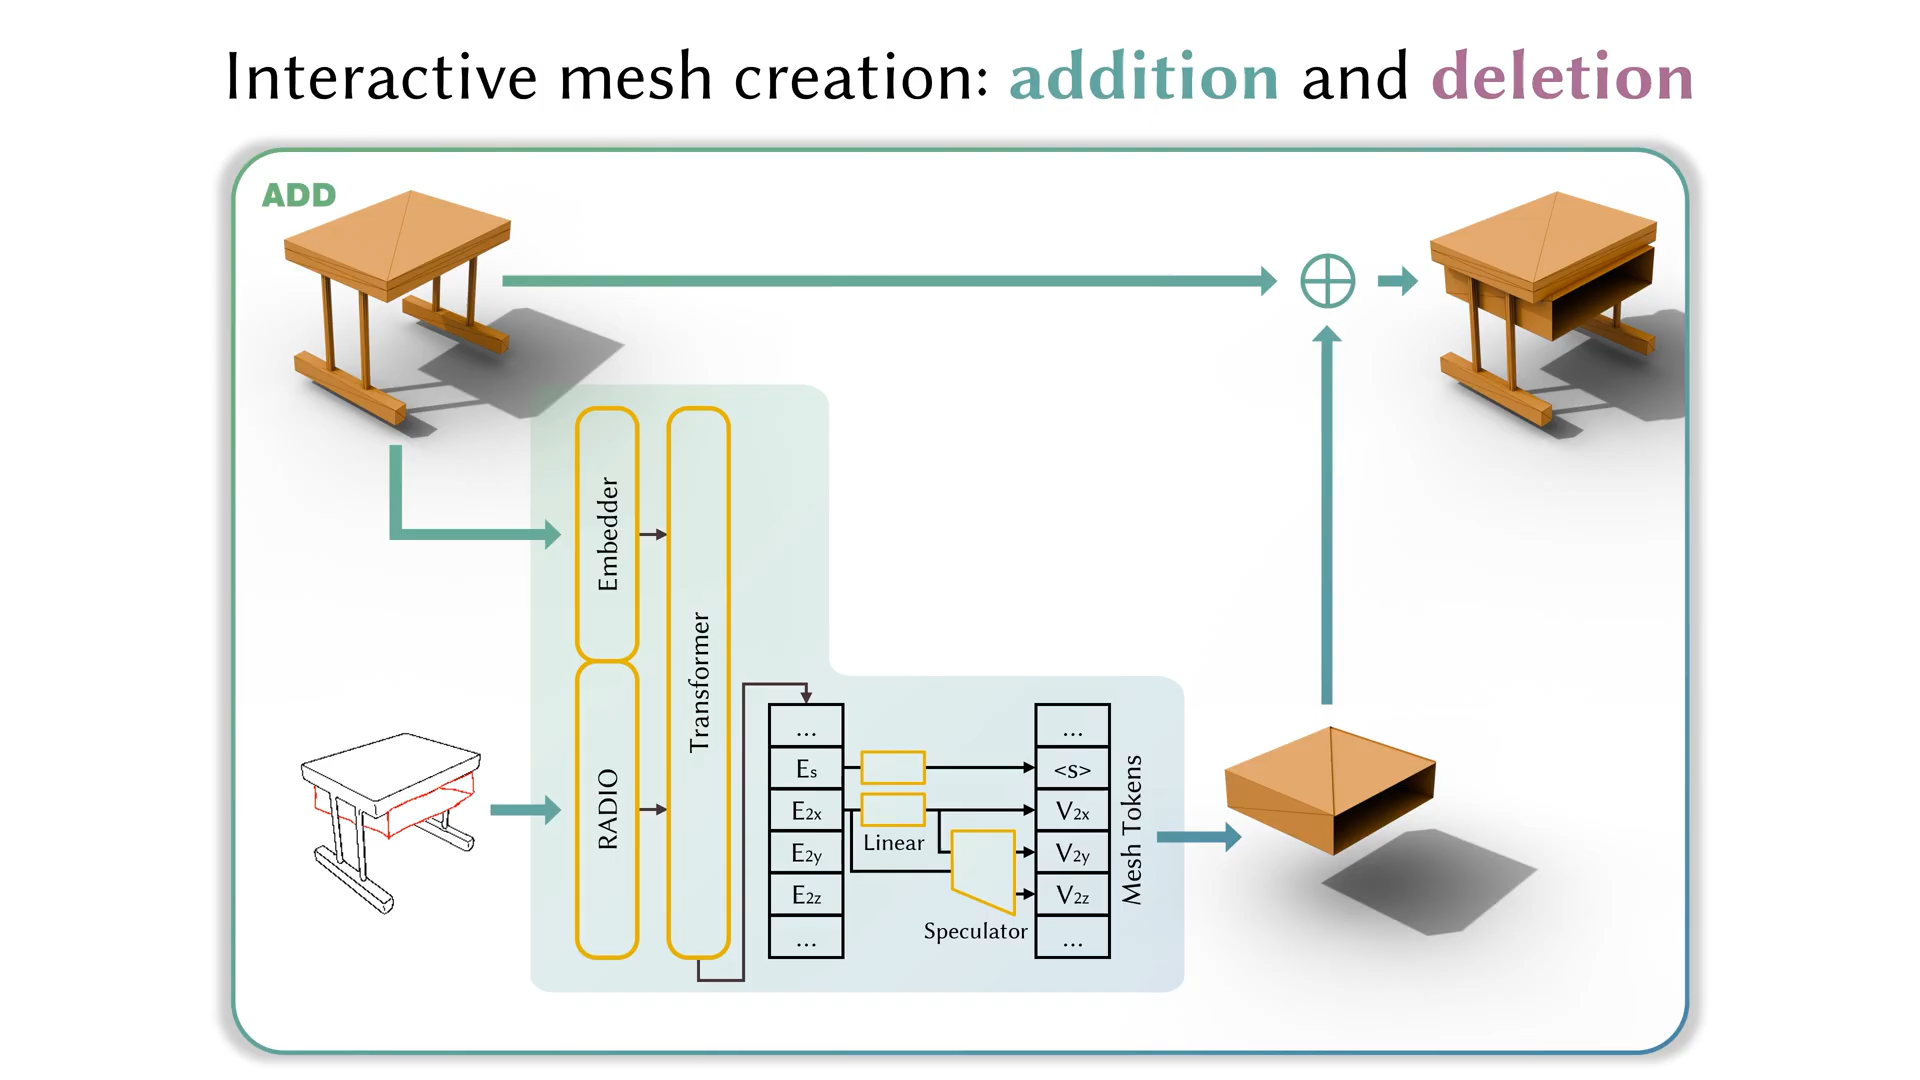 Interactive mesh creation: addition and deletion
ADD
Embedder
RADIO
Transformer
...
Es
E2x
E2y
E2z
...
Linear
Speculator
...
<s>
V2x
V2y
V2z
...
Mesh Tokens